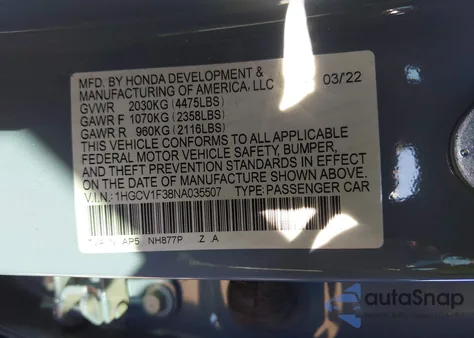 MFD. BY HONDA DEVELOPMENT &
MANUFACTURING OF AMERICA, LLC 03/22
GVWR 2030KG (4475LBS)
GAWR F 1070KG (2358LBS)
GAWR R 960KG (2116LBS)
THIS VEHICLE CONFORMS TO ALL APPLICABLE
FEDERAL MOTOR VEHICLE SAFETY, BUMPER,
AND THEFT PREVENTION STANDARDS IN EFFECT
ON THE DATE OF MANUFACTURE SHOWN ABOVE.
V.I.N.: 1HGCV1F38NA035507 TYPE: PASSENGER CAR
AP5 NH877P Z A
autoSnap